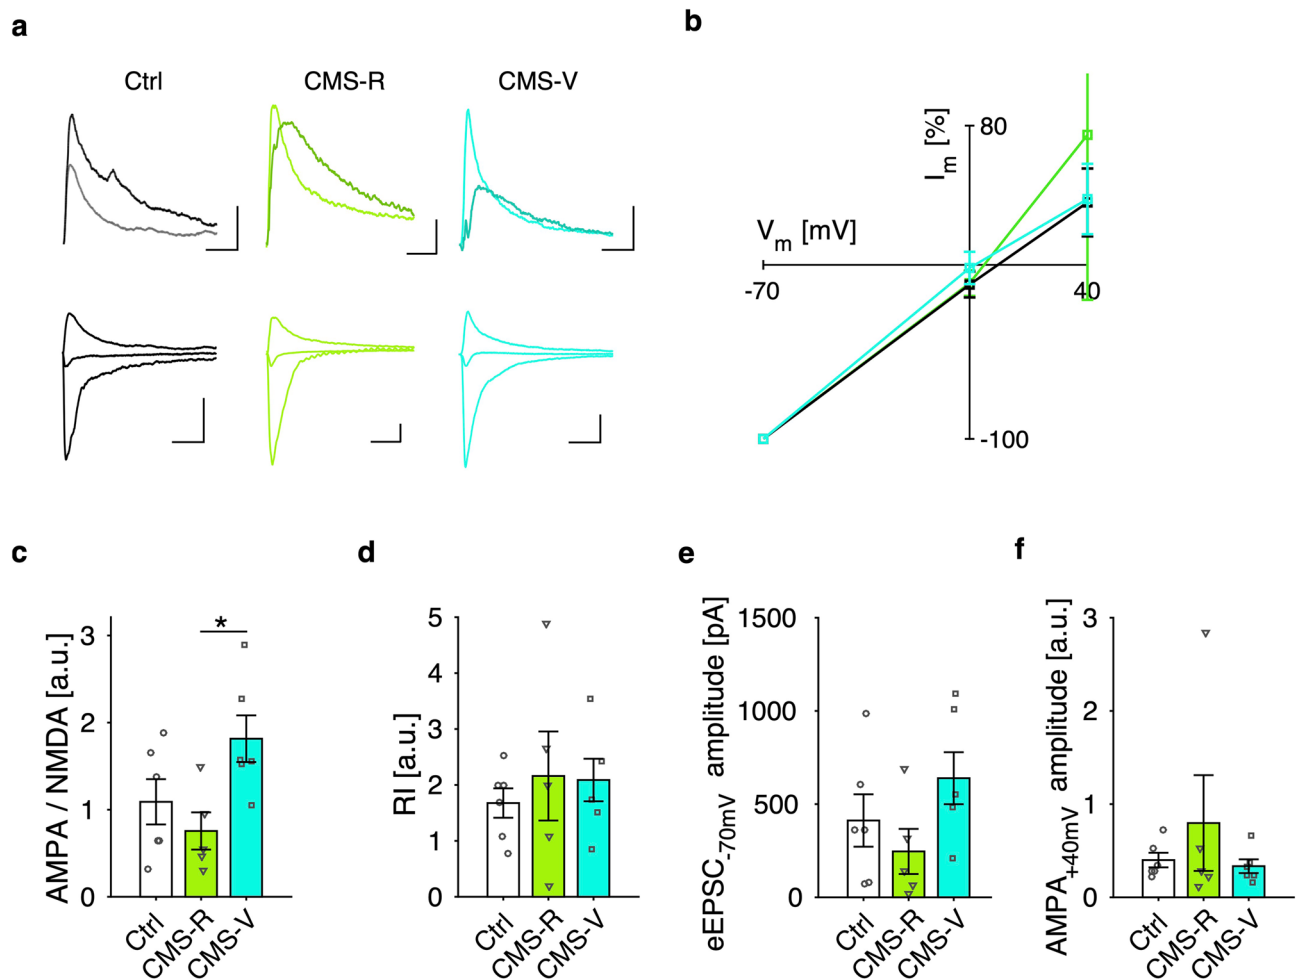 a
Ctrl
CMS-R
CMS-V
b
Im [%]
80
Vm [mV]
-70
40
-100
c
AMPA / NMDA [a.u.]
3
2
1
0
*
Ctrl
CMS-R
CMS-V
d
RI [a.u.]
5
4
3
2
1
0
Ctrl
CMS-R
CMS-V
e
eEPSC-70mV amplitude [pA]
1500
1000
500
0
Ctrl
CMS-R
CMS-V
f
AMPA+40mV amplitude [a.u.]
3
2
1
0
Ctrl
CMS-R
CMS-V